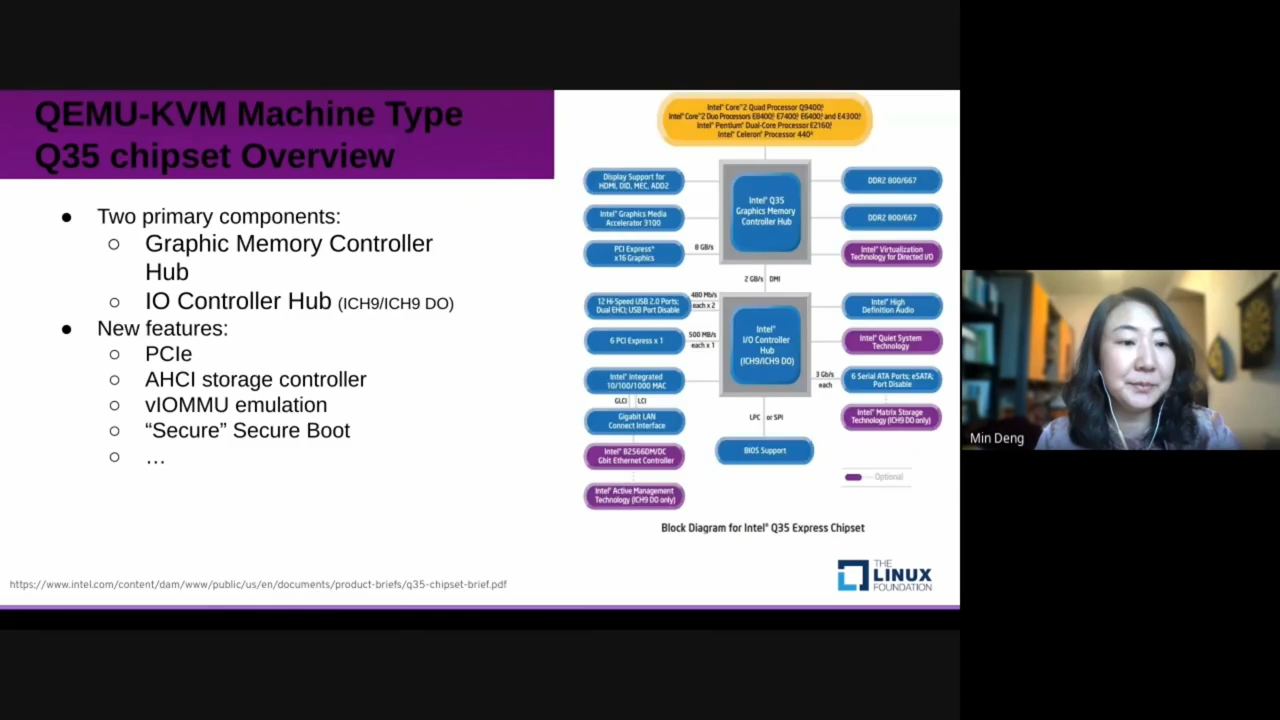 QEMU-KVM Machine Type
Q35 chipset Overview
● Two primary components:
○ Graphic Memory Controller
Hub
○ IO Controller Hub (ICH9/ICH9 DO)
● New features:
○ PCIe
○ AHCI storage controller
○ vIOMMU emulation
○ “Secure” Secure Boot
○ …
https://www.intel.com/content/dam/www/public/us/en/documents/product-briefs/q35-chipset-brief.pdf
Intel® Core™2 Quad Processor Q9400§
Intel® Core™2 Duo Processors E8400§ E7400§ E6400§ and E4300§
Intel® Pentium® Dual-Core Processor E2160§
Intel® Celeron® Processor 440§
Display Support for
HDMI, DID, MEC, ADD2
Intel® Graphics Media
Accelerator 3100
PCI Express*
x16 Graphics
8 GB/s
Intel® Q35
Graphics Memory
Controller Hub
DDR2 800/667
DDR2 800/667
Intel® Virtualization
Technology for Directed I/O
2 GB/s DMI
12 Hi-Speed USB 2.0 Ports;
Dual EHCI; USB Port Disable
480 Mb/s
each x 2
6 PCI Express x 1
500 MB/s
each x 1
Intel® Integrated
10/100/1000 MAC
GLCI LCI
Gigabit LAN
Connect Interface
Intel® 82566DM/DC
Gbit Ethernet Controller
Intel® Active Management
Technology (ICH9 DO only)
Intel®
I/O Controller
Hub
(ICH9/ICH9 DO)
Intel® High
Definition Audio
Intel® Quiet System
Technology
3 Gb/s
each
6 Serial ATA Ports; eSATA;
Port Disable
Intel® Matrix Storage
Technology (ICH9 DO only)
LPC or SPI
BIOS Support
Optional
Block Diagram for Intel® Q35 Express Chipset
THE
LINUX
FOUNDATION
Min Deng